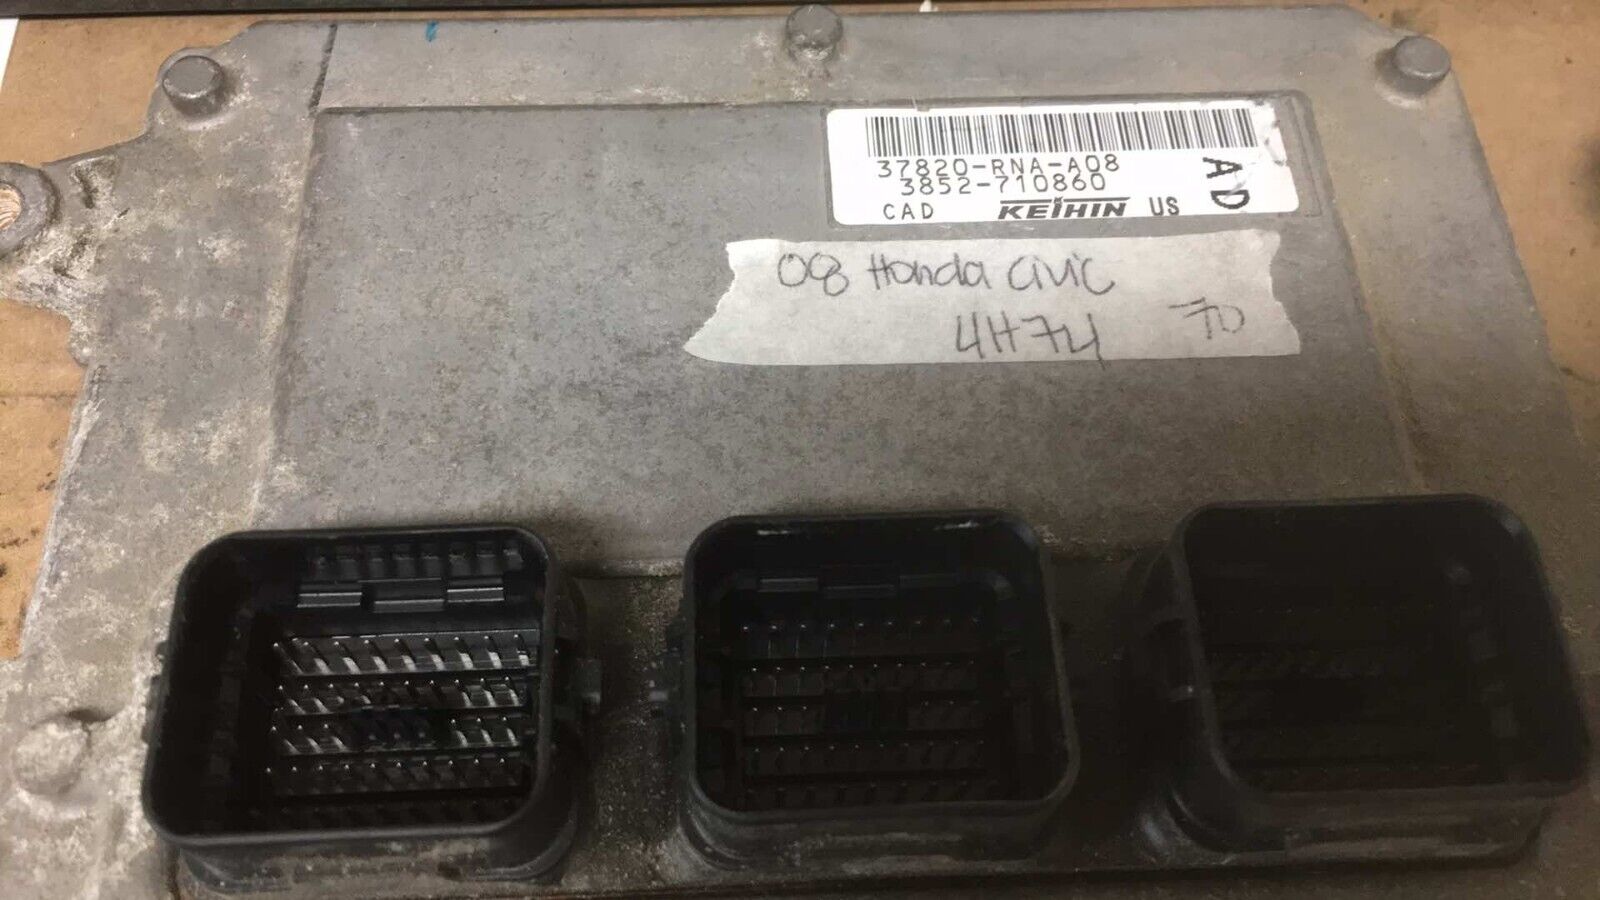 37820-RNA-A08
3852-710860
CAD KEIHIN US
AD
08 Honda Civic
4H74 70